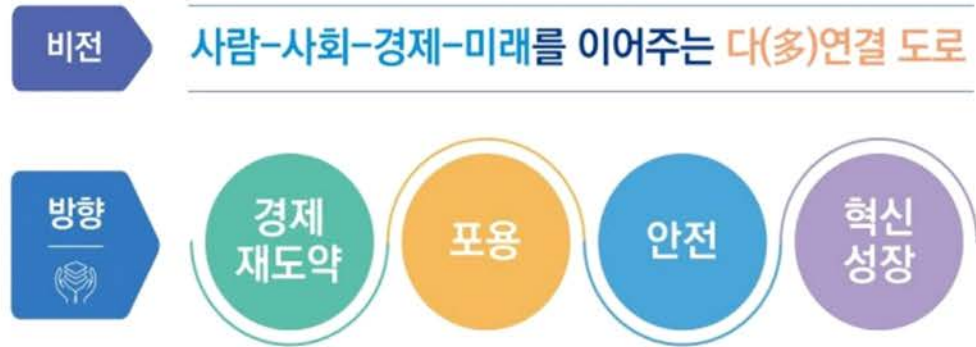 비전
사람-사회-경제-미래를 이어주는 다(多)연결 도로
방향
경제
재도약
포용
안전
혁신
성장